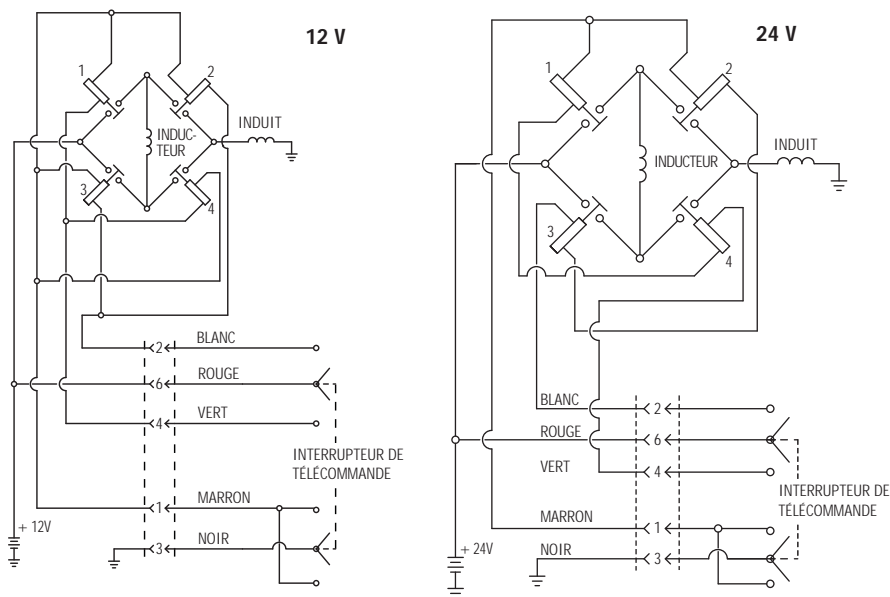 12 V
1
2
INDUC-
TEUR
INDUIT
3
4
2 BLANC
6 ROUGE
4 VERT
INTERRUPTEUR DE
TÉLÉCOMMANDE
1 MARRON
+ 12V
3 NOIR
24 V
1
2
INDUIT
INDUCTEUR
3
4
BLANC 2
ROUGE 6
VERT 4
INTERRUPTEUR DE
TÉLÉCOMMANDE
MARRON 1
NOIR 3
+ 24V